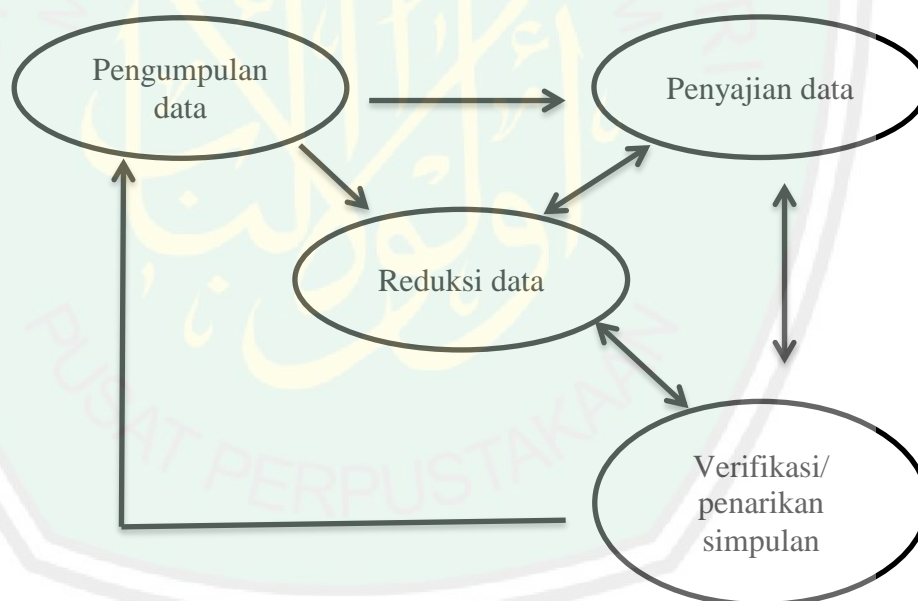 Pengumpulan
data
Penyajian data
Reduksi data
Verifikasi/
penarikan
simpulan
PUSAT PERPUSTAKAAN